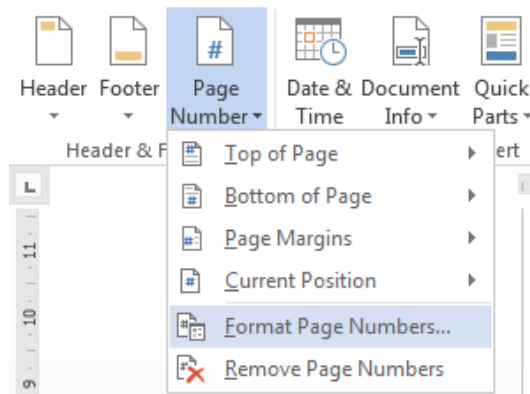 Header Footer Page Number Date & Time Document Info Quick Parts
Header & F ert
Top of Page
Bottom of Page
Page Margins
Current Position
Format Page Numbers...
Remove Page Numbers
11
10
9